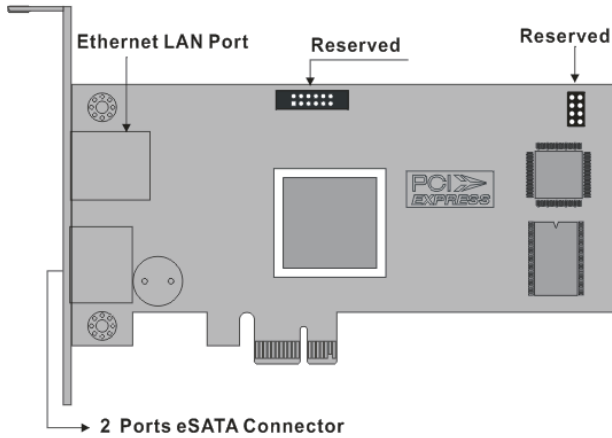 Ethernet LAN Port
Reserved
Reserved
PCI
EXPRESS
2 Ports eSATA Connector